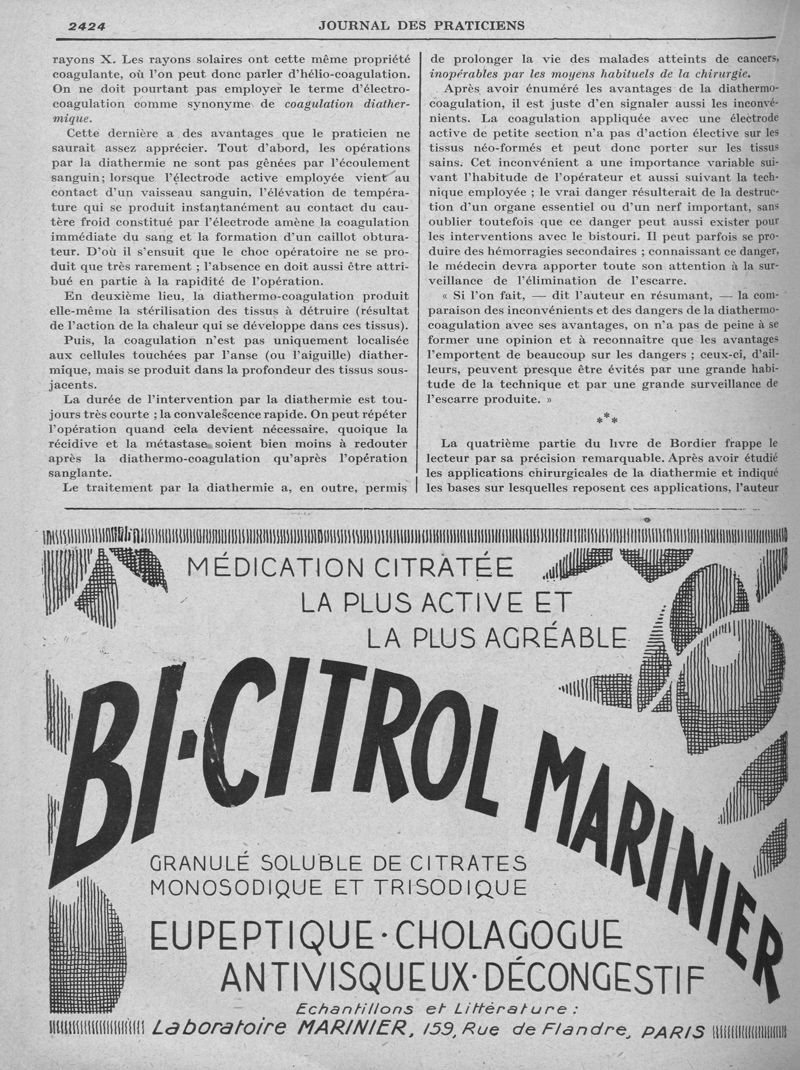 2424
JOURNAL DES PRATICIENS
rayons X. Les rayons solaires ont cette même propriété
coagulante, où l'on peut donc parler d'hélio-coagulation.
On ne doit pourtant pas employer le terme d'électro-
coagulation comme synonyme de coagulation diather-
mique.
Cette dernière a des avantages que le praticien ne
saurait assez apprécier. Tout d'abord, les opérations
par la diathermie ne sont pas gênées par l'écoulement
sanguin; lorsque l'électrode active employée vient au
contact d'un vaisseau sanguin, l'élévation de tempéra-
ture qui se produit instantanément au contact du cau-
tère froid constitué par l'électrode amène la coagulation
immédiate du sang et la formation d'un caillot obtura-
teur. D'où il s'ensuit que le choc opératoire ne se pro-
duit que très rarement ; l'absence en doit aussi être attri-
bué en partie à la rapidité de l'opération.
En deuxième lieu, la diathermo-coagulation produit
elle-même la stérilisation des tissus à détruire (résultat
de l'action de la chaleur qui se développe dans ces tissus).
Puis, la coagulation n'est pas uniquement localisée
aux cellules touchées par l'anse (ou l'aiguille) diather-
mique, mais se produit dans la profondeur des tissus sous-
jacents.
La durée de l'intervention par la diathermie est tou-
jours très courte ; la convalescence rapide. On peut répéter
l'opération quand cela devient nécessaire, quoique la
récidive et la métastase soient bien moins à redouter
après la diathermo-coagulation qu'après l'opération
sanglante.
Le traitement par la diathermie a, en outre, permis
de prolonger la vie des malades atteints de cancers,
inopérables par les moyens habituels de la chirurgie.
Après avoir énuméré les avantages de la diathermo-
coagulation, il est juste d'en signaler aussi les inconvé-
nients. La coagulation appliquée avec une électrode
active de petite section n'a pas d'action élective sur les
tissus néo-formés et peut donc porter sur les tissus
sains. Cet inconvénient a une importance variable sui-
vant l'habitude de l'opérateur et aussi suivant la tech-
nique employée ; le vrai danger résulterait de la destruc-
tion d'un organe essentiel ou d'un nerf important, sans
oublier toutefois que ce danger peut aussi exister pour
les interventions avec le bistouri. Il peut parfois se pro-
duire des hémorragies secondaires ; connaissant ce danger,
le médecin devra apporter toute son attention à la sur-
veillance de l'élimination de l'escarre.
« Si l'on fait, — dit l'auteur en résumant, — la com-
paraison des inconvénients et des dangers de la diathermo-
coagulation avec ses avantages, on n'a pas de peine à se
former une opinion et à reconnaître que les avantages
l'emportent de beaucoup sur les dangers ; ceux-ci, d'ail-
leurs, peuvent presque être évités par une grande habi-
tude de la technique et par une grande surveillance de
l'escarre produite. »
***
La quatrième partie du livre de Bordier frappe le
lecteur par sa précision remarquable. Après avoir étudié
les applications chirurgicales de la diathermie et indiqué
les bases sur lesquelles reposent ces applications, l'auteur
MÉDICATION CITRATÉE
LA PLUS ACTIVE ET
LA PLUS AGRÉABLE
BI-CITROL MARINIER
GRANULÉ SOLUBLE DE CITRATES
MONOSODIQUE ET TRISODIQUE
EUPEPTIQUE · CHOLAGOGUE
ANTIVISQUEUX · DÉCONGESTIF
Echantillons et Littérature :
Laboratoire MARINIER, 159, Rue de Flandre, PARIS